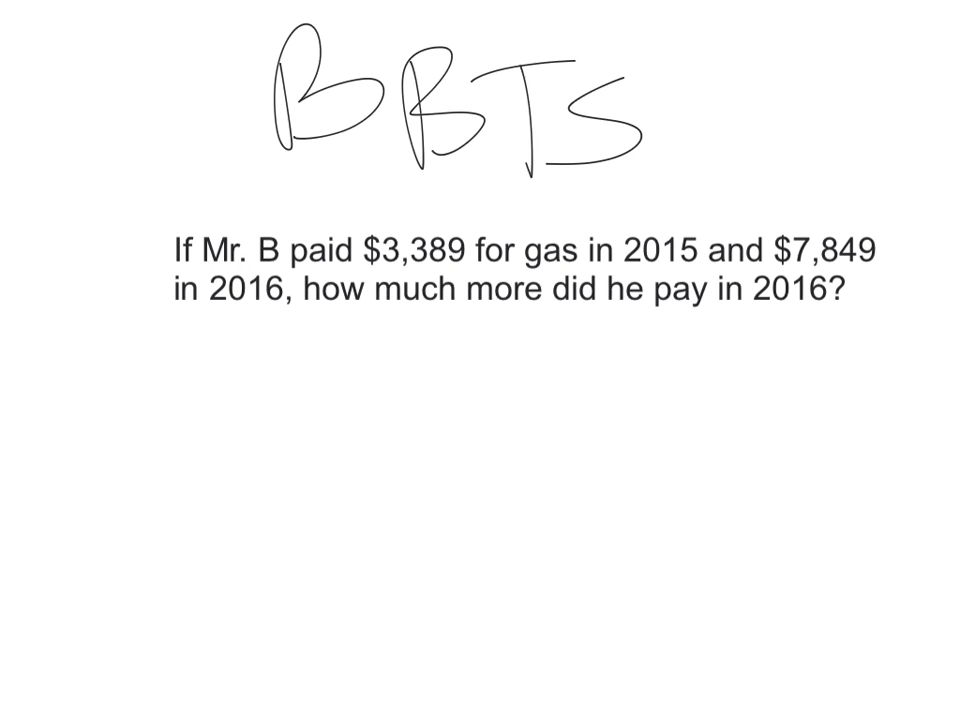 BBTS
If Mr. B paid $3,389 for gas in 2015 and $7,849
in 2016, how much more did he pay in 2016?